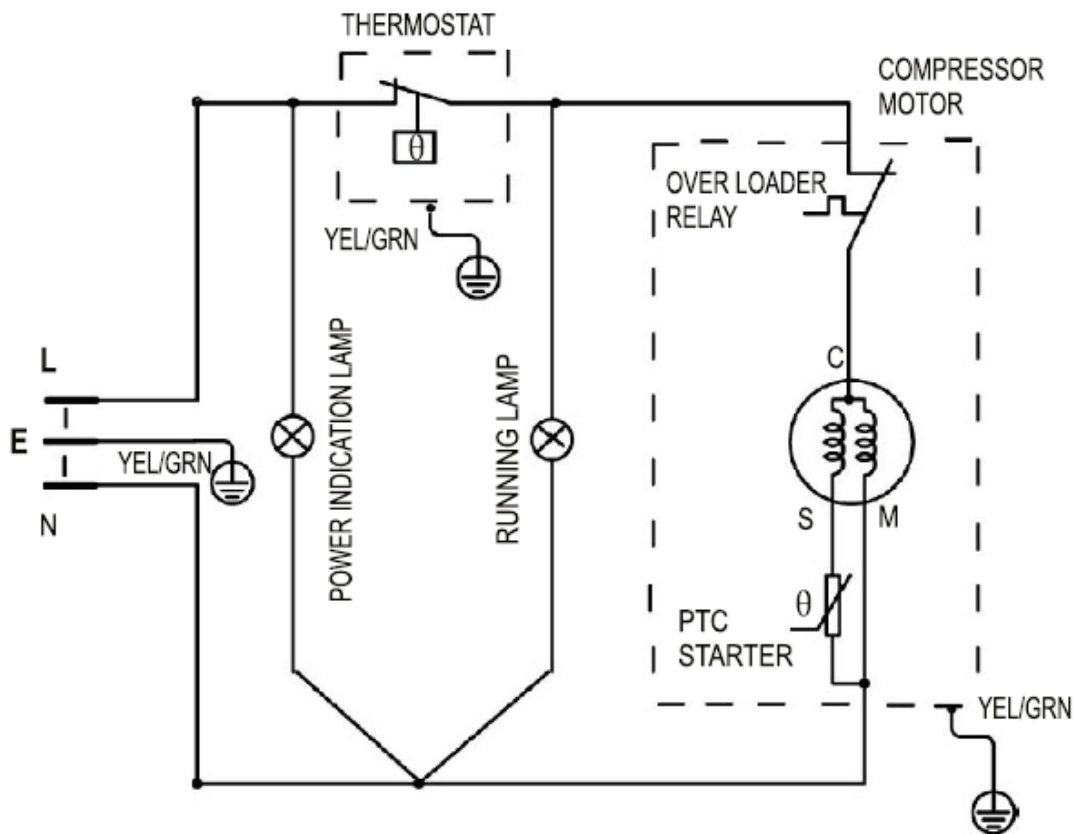 THERMOSTAT
COMPRESSOR
MOTOR
θ
OVER LOADER
RELAY
YEL/GRN
L
E
YEL/GRN
N
POWER INDICATION LAMP
RUNNING LAMP
C
S
M
θ
PTC
STARTER
YEL/GRN